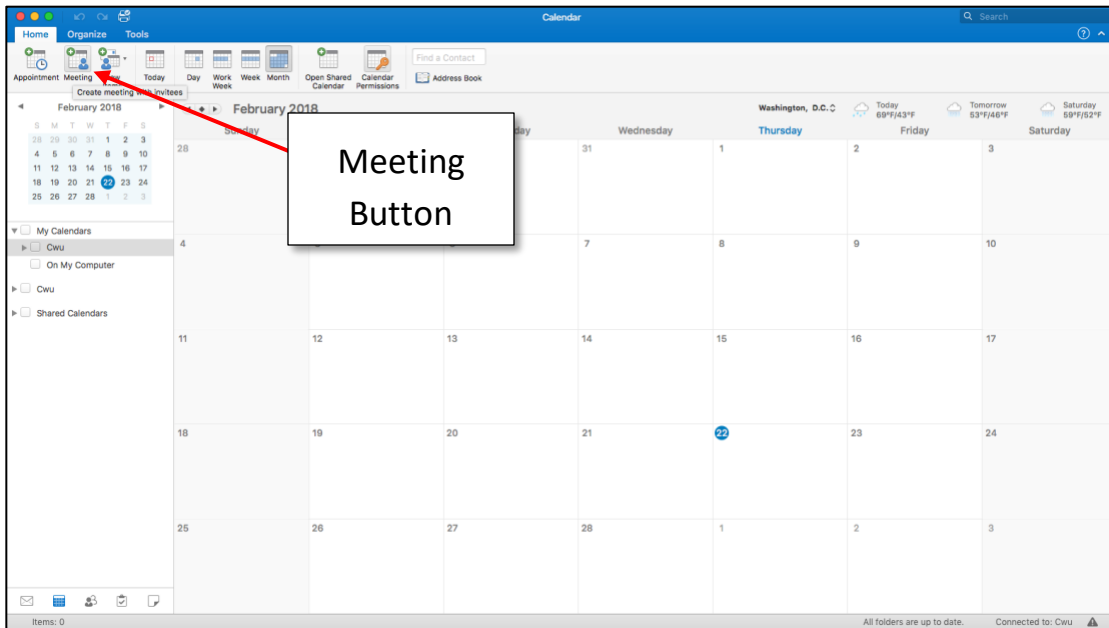 Calendar
Search
Home Organize Tools
Appointment Meeting Today Day Work Week Week Month Open Shared Calendar Calendar Permissions
Find a Contact
Address Book
Create meeting with invitees
February 2018
S M T W T F S
28 29 30 31 1 2 3
4 5 6 7 8 9 10
11 12 13 14 15 16 17
18 19 20 21 22 23 24
25 26 27 28 1 2 3
My Calendars
Cwu
On My Computer
Cwu
Shared Calendars
February 2018
Washington, D.C.
Today 69°F/43°F
Tomorrow 53°F/46°F
Saturday 59°F/52°F
Sunday Wednesday Thursday Friday Saturday
Meeting
Button
28 31 1 2 3
4 7 8 9 10
11 12 13 14 15 16 17
18 19 20 21 22 23 24
25 26 27 28 1 2 3
Items: 0
All folders are up to date.
Connected to: Cwu